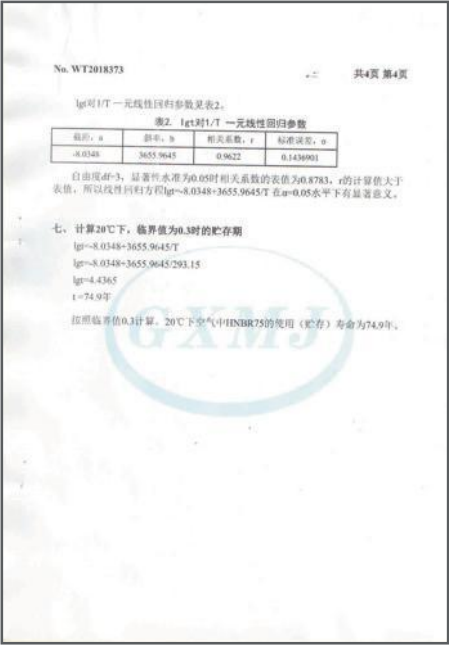 No. WT2018373
共4页 第4页
lgt对1/T 一元线性回归参数见表2。
表2. lgt对1/T 一元线性回归参数
截距, a 斜率, b 相关系数, r 标准误差, σ
-8.0348 3655.9645 0.9622 0.1436901
自由度df=3, 显著性水准为0.05时相关系数的表值为0.8783, r的计算值大于
表值, 所以线性回归方程lgt=-8.0348+3655.9645/T 在α=0.05水平下有显著意义。
七、计算20℃下, 临界值为0.3时的贮存期
lgt=-8.0348+3655.9645/T
lgt=-8.0348+3655.9645/293.15
lgt=4.4365
t =74.9年
按照临界值0.3计算, 20℃下空气中HNBR75的使用（贮存）寿命为74.9年。
GXMJ